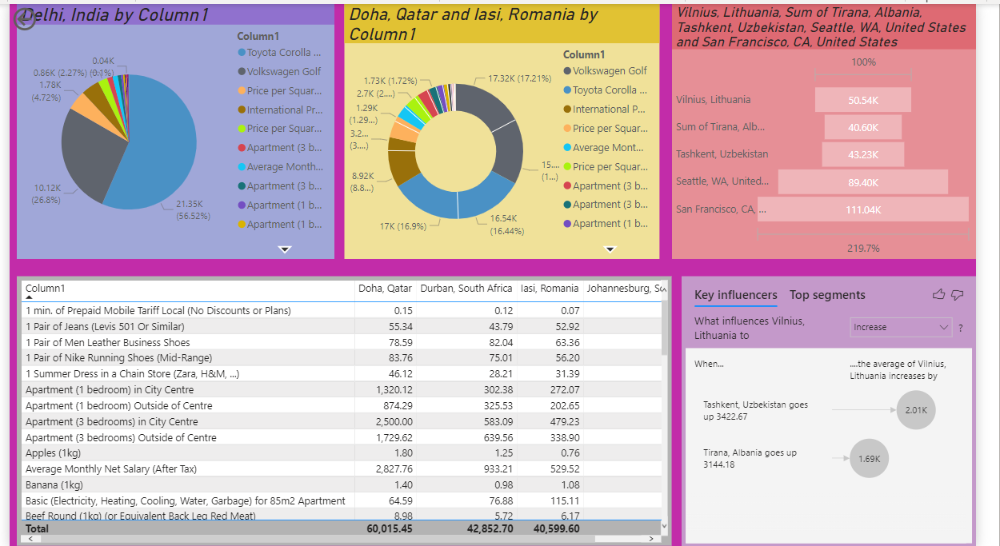 Delhi, India by Column1
Column1
Toyota Corolla ...
Volkswagen Golf
Price per Squar...
International Pr...
Price per Squar...
Apartment (3 b...
Average Month...
Apartment (3 b...
Apartment (1 b...
Apartment (1 b...
0.04K
(0.1%)
0.86K (2.27%)
1.78K
(4.72%)
10.12K
(26.8%)
21.35K
(56.52%)
Doha, Qatar and Iasi, Romania by
Column1
Column1
Volkswagen Golf
Toyota Corolla ...
International P...
Price per Squar...
Average Mont...
Price per Squar...
Apartment (3 b...
Apartment (3 b...
Apartment (1 b...
1.73K (1.72%)
2.7K (2....)
1.29K
(1.29...)
3.2...
(3....)
8.92K
(8.8...)
17K (16.9%)
16.54K
(16.44%)
15....
(1...)
17.32K (17.21%)
Vilnius, Lithuania, Sum of Tirana, Albania,
Tashkent, Uzbekistan, Seattle, WA, United States
and San Francisco, CA, United States
100%
Vilnius, Lithuania 50.54K
Sum of Tirana, Alb... 40.60K
Tashkent, Uzbekistan 43.23K
Seattle, WA, United... 89.40K
San Francisco, CA, ... 111.04K
219.7%
Column1 Doha, Qatar Durban, South Africa Iasi, Romania Johannesburg, So
1 min. of Prepaid Mobile Tariff Local (No Discounts or Plans) 0.15 0.12 0.07
1 Pair of Jeans (Levis 501 Or Similar) 55.34 43.79 52.92
1 Pair of Men Leather Business Shoes 78.59 82.04 63.36
1 Pair of Nike Running Shoes (Mid-Range) 83.76 75.01 56.20
1 Summer Dress in a Chain Store (Zara, H&M, ...) 46.12 28.21 31.39
Apartment (1 bedroom) in City Centre 1,320.12 302.38 272.07
Apartment (1 bedroom) Outside of Centre 874.29 325.53 202.65
Apartment (3 bedrooms) in City Centre 2,500.00 583.09 479.23
Apartment (3 bedrooms) Outside of Centre 1,729.62 639.56 338.90
Apples (1kg) 1.80 1.25 0.76
Average Monthly Net Salary (After Tax) 2,827.76 933.21 529.52
Banana (1kg) 1.40 0.98 1.08
Basic (Electricity, Heating, Cooling, Water, Garbage) for 85m2 Apartment 64.59 76.88 115.11
Beef Round (1kg) (or Equivalent Back Leg Red Meat) 8.98 5.72 6.17
Total 60,015.45 42,852.70 40,599.60
Key influencers Top segments
What influences Vilnius,
Lithuania to
Increase
?
When...
....the average of Vilnius,
Lithuania increases by
Tashkent, Uzbekistan goes
up 3422.67
2.01K
Tirana, Albania goes up
3144.18
1.69K